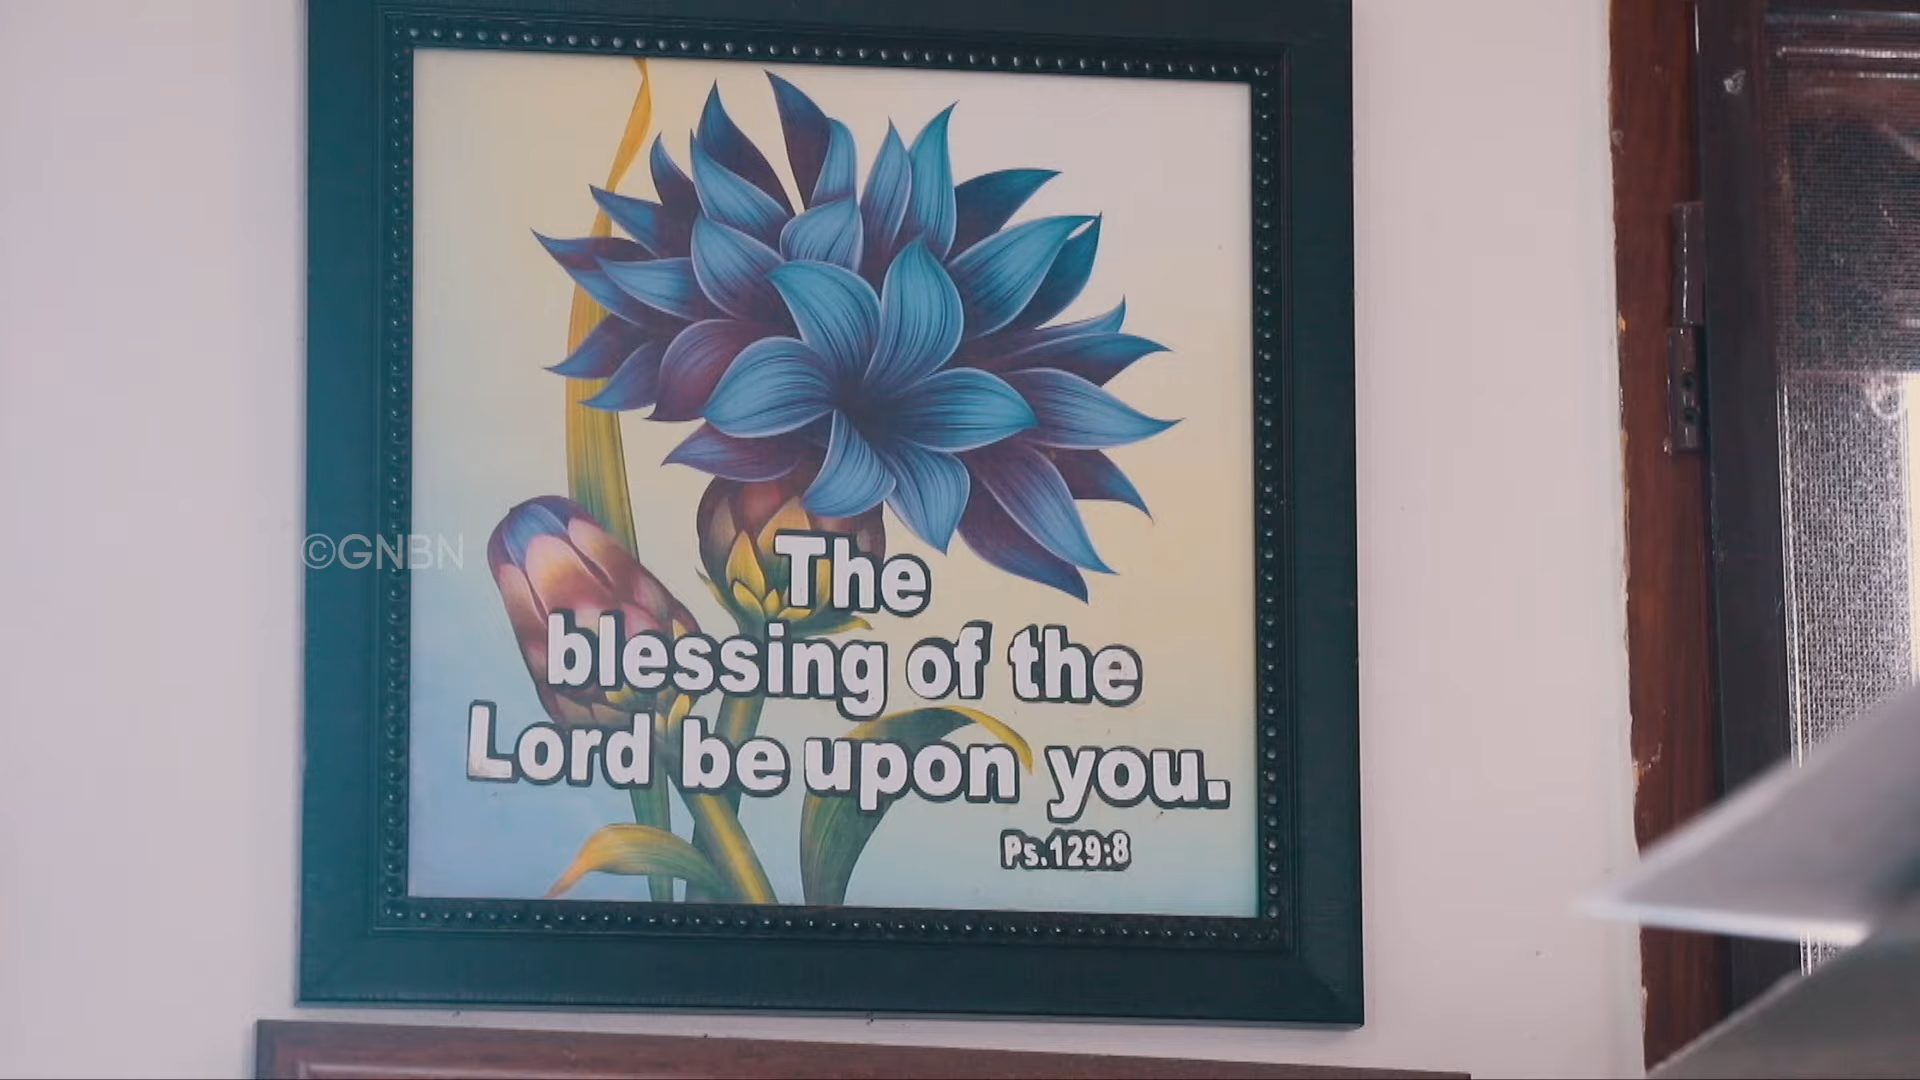 ©GNBN
The
blessing of the
Lord be upon you.
Ps.129:8